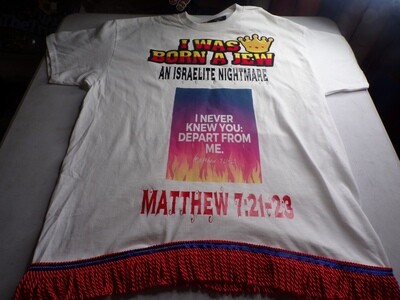 I WAS
BORN A JEW
AN ISRAELITE NIGHTMARE
I NEVER
KNEW YOU:
DEPART FROM
ME.
MATTHEW 7:21-23